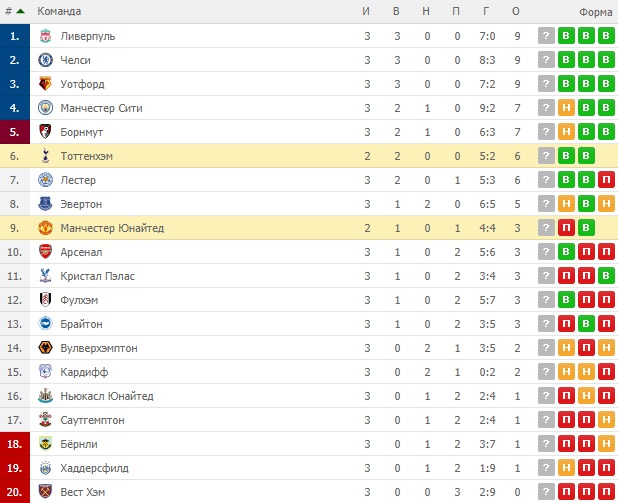 # Команда И В Н П Г О Форма
1. Ливерпуль 3 3 0 0 7:0 9 ? В В В
2. Челси 3 3 0 0 8:3 9 ? В В В
3. Уотфорд 3 3 0 0 7:2 9 ? В В В
4. Манчестер Сити 3 2 1 0 9:2 7 ? Н В В
5. Борнмут 3 2 1 0 6:3 7 ? Н В В
6. Тоттенхэм 2 2 0 0 5:2 6 ? В В
7. Лестер 3 2 0 1 5:3 6 ? В В П
8. Эвертон 3 1 2 0 6:5 5 ? Н В Н
9. Манчестер Юнайтед 2 1 0 1 4:4 3 ? П В
10. Арсенал 3 1 0 2 5:6 3 ? В П П
11. Кристал Пэлас 3 1 0 2 3:4 3 ? П П В
12. Фулхэм 3 1 0 2 5:7 3 ? В П П
13. Брайтон 3 1 0 2 3:5 3 ? П В П
14. Вулверхэмптон 3 0 2 1 3:5 2 ? Н П Н
15. Кардифф 3 0 2 1 0:2 2 ? Н Н П
16. Ньюкасл Юнайтед 3 0 1 2 2:4 1 ? П Н П
17. Саутгемптон 3 0 1 2 2:4 1 ? П П Н
18. Бёрнли 3 0 1 2 3:7 1 ? П П Н
19. Хаддерсфилд 3 0 1 2 1:9 1 ? Н П П
20. Вест Хэм 3 0 0 3 2:9 0 ? П П П